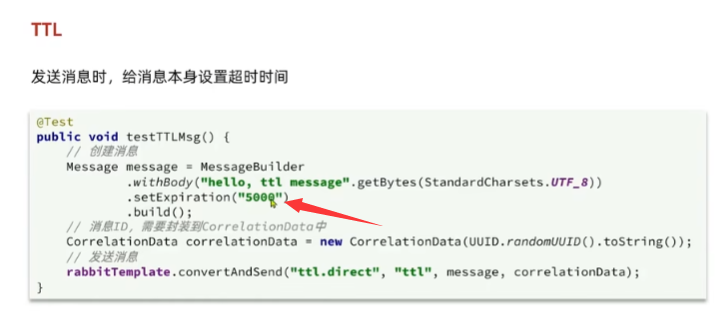 TTL
发送消息时，给消息本身设置超时时间
@Test
public void testTTLMsg() {
// 创建消息
Message message = MessageBuilder
.withBody("hello, ttl message".getBytes(StandardCharsets.UTF_8))
.setExpiration("5000")
.build();
// 消息ID，需要封装到CorrelationData中
CorrelationData correlationData = new CorrelationData(UUID.randomUUID().toString());
// 发送消息
rabbitTemplate.convertAndSend("ttl.direct", "ttl", message, correlationData);
}